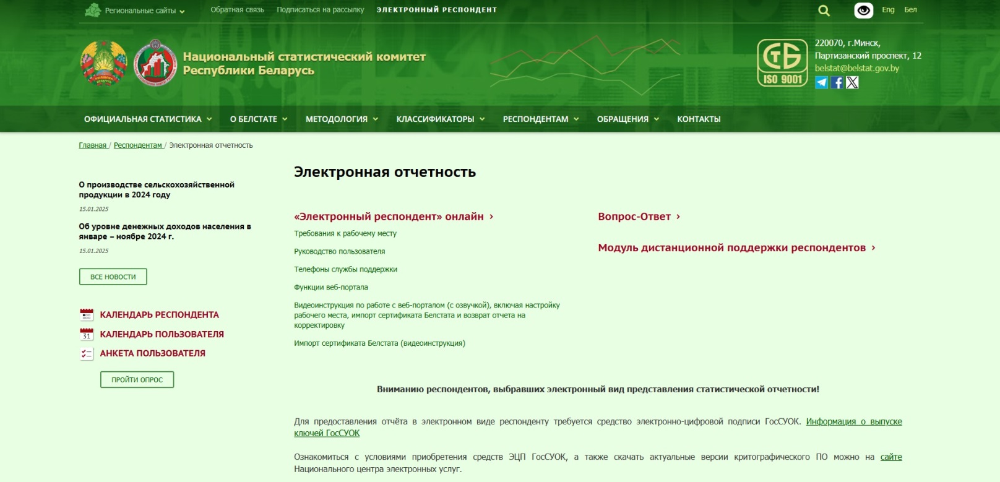 Региональные сайты
Обратная связь
Подписаться на рассылку
ЭЛЕКТРОННЫЙ РЕСПОНДЕНТ
Eng
Бел
Национальный статистический комитет
Республики Беларусь
СТБ
ISO 9001
220070, г.Минск,
Партизанский проспект, 12
belstat@belstat.gov.by
ОФИЦИАЛЬНАЯ СТАТИСТИКА
О БЕЛСТАТЕ
МЕТОДОЛОГИЯ
КЛАССИФИКАТОРЫ
РЕСПОНДЕНТАМ
ОБРАЩЕНИЯ
КОНТАКТЫ
Главная / Респондентам / Электронная отчетность
О производстве сельскохозяйственной
продукции в 2024 году
15.01.2025
Об уровне денежных доходов населения в
январе – ноябре 2024 г.
15.01.2025
ВСЕ НОВОСТИ
КАЛЕНДАРЬ РЕСПОНДЕНТА
31
КАЛЕНДАРЬ ПОЛЬЗОВАТЕЛЯ
АНКЕТА ПОЛЬЗОВАТЕЛЯ
ПРОЙТИ ОПРОС
Электронная отчетность
«Электронный респондент» онлайн ›
Требования к рабочему месту
Руководство пользователя
Телефоны службы поддержки
Функции веб-портала
Видеоинструкция по работе с веб-порталом (с озвучкой), включая настройку
рабочего места, импорт сертификата Белстата и возврат отчета на
корректировку
Импорт сертификата Белстата (видеоинструкция)
Вопрос-Ответ ›
Модуль дистанционной поддержки респондентов ›
Вниманию респондентов, выбравших электронный вид представления статистической отчетности!
Для предоставления отчёта в электронном виде респонденту требуется средство электронно-цифровой подписи ГосСУОК. Информация о выпуске
ключей ГосСУОК
Ознакомиться с условиями приобретения средств ЭЦП ГосСУОК, а также скачать актуальные версии критографического ПО можно на сайте
Национального центра электронных услуг.